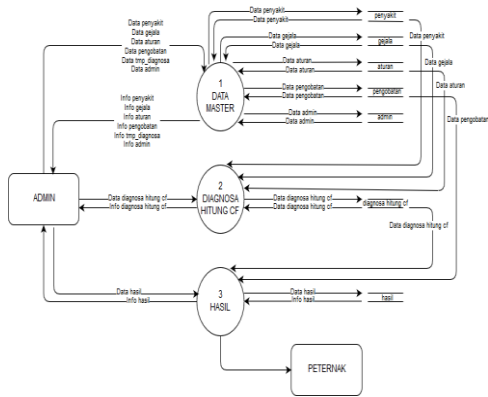 Data penyakit
Data gejala
Data aturan
Data pengobatan
Data tmp_diagnosa
Data admin
Info penyakit
Info gejala
Info aturan
Info pengobatan
Info tmp_diagnosa
Info admin
1
DATA
MASTER
Data penyakit
Data penyakit
penyakit
Data gejala
Data gejala
gejala
Data aturan
Data aturan
aturan
Data pengobatan
Data pengobatan
pengobatan
Data admin
Data admin
admin
Data penyakit
Data gejala
Data aturan
Data pengobatan
ADMIN
Data diagnosa hitung cf
Info diagnosa hitung cf
2
DIAGNOSA
HITUNG CF
Data diagnosa hitung cf
Data diagnosa hitung cf
diagnosa hitung cf
Data diagnosa hitung cf
Data hasil
Info hasil
3
HASIL
Data hasil
Info hasil
hasil
PETERNAK